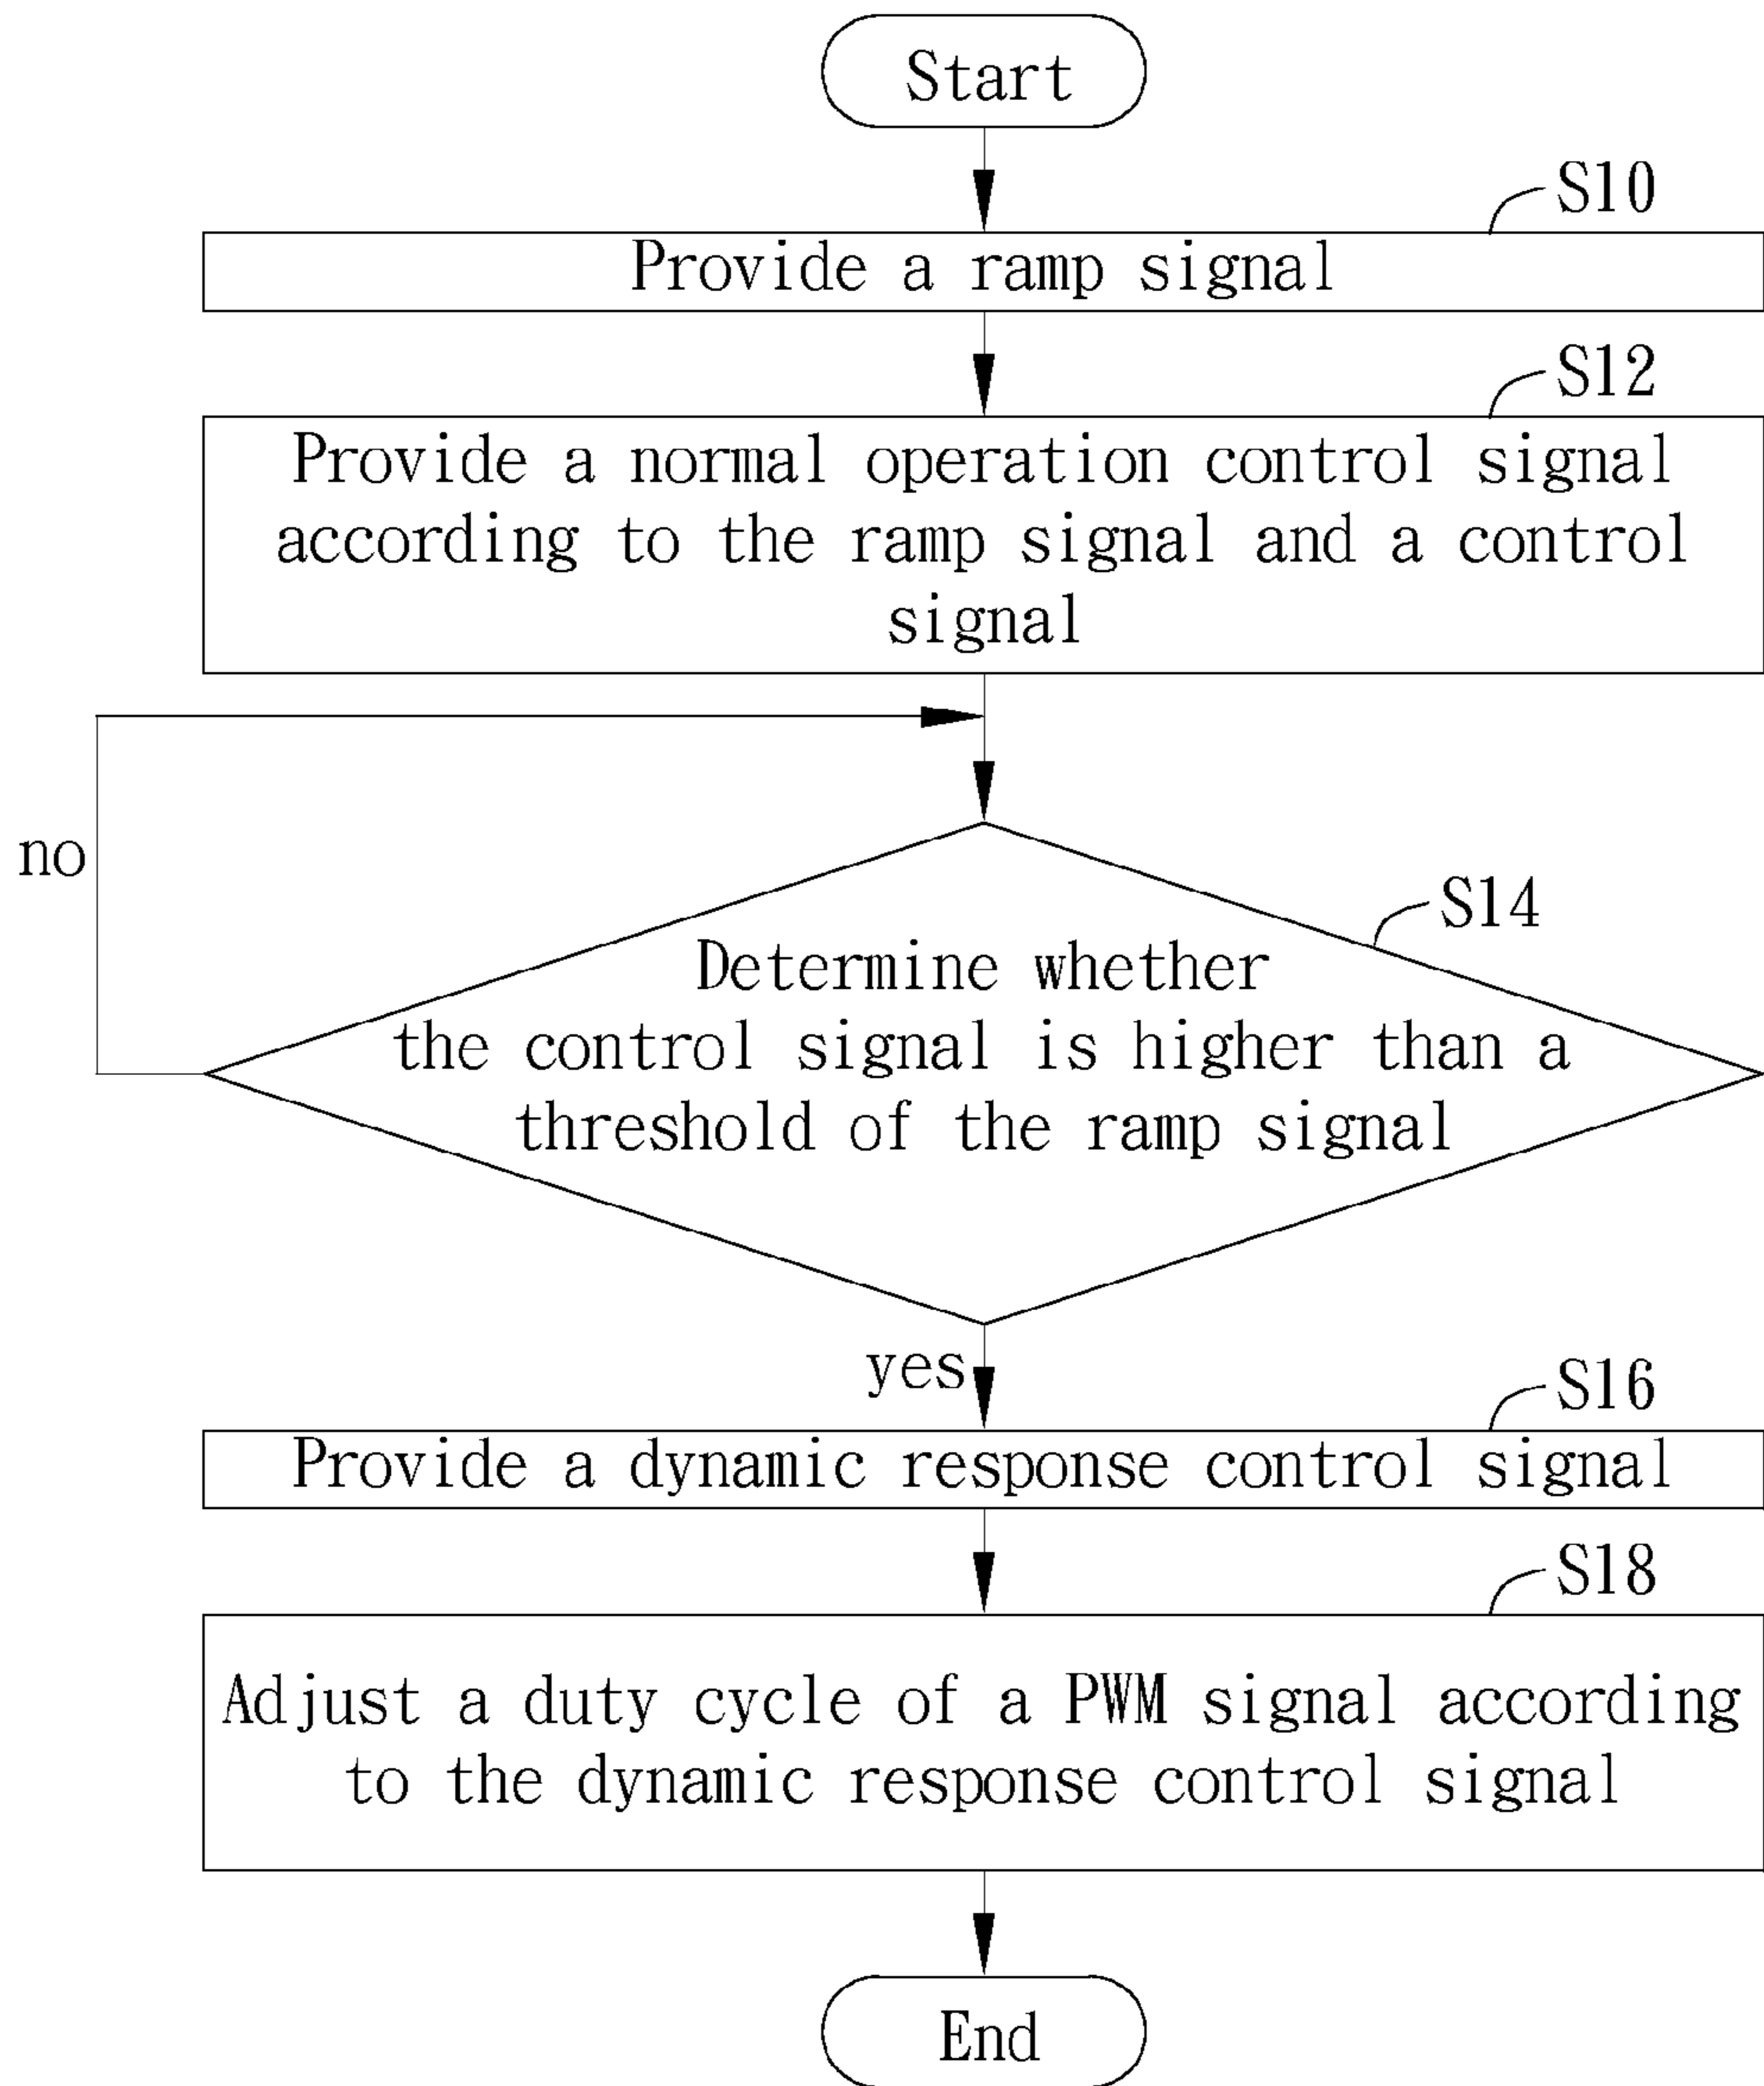 Start
S10
Provide a ramp signal
S12
Provide a normal operation control signal
according to the ramp signal and a control
signal
no
S14
Determine whether
the control signal is higher than a
threshold of the ramp signal
yes
S16
Provide a dynamic response control signal
S18
Adjust a duty cycle of a PWM signal according
to the dynamic response control signal
End